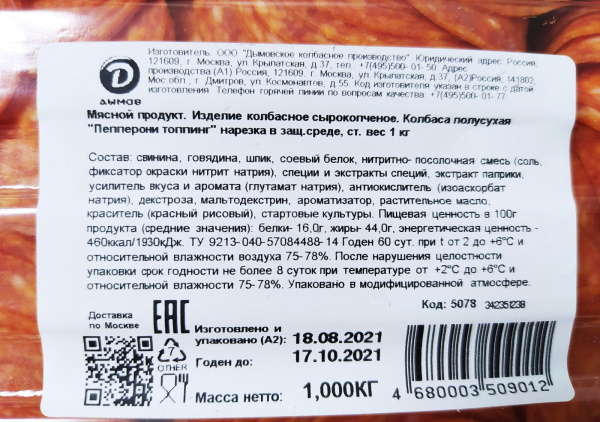 Изготовитель: ООО "Дымовское колбасное производство" Юридический адрес: Россия,
121609, г. Москва, ул Крылатская, д.37, тел. +7(495)500-01-50 Адрес
производства (А1) Россия, 121609, г. Москва, ул. Крылатская, д.37, (А2)Россия, 141802,
Мос обл., г Дмитров, ул. Космонавтов, д.55 Код изготовителя указан в строке с датой
изготовления. Телефон горячей линии по вопросам качества: +7(495)500-01-77
ДЫМОВ
Мясной продукт. Изделие колбасное сырокопченое. Колбаса полусухая
"Пепперони топпинг" нарезка в защ.среде, ст. вес 1 кг
Состав: свинина, говядина, шпик, соевый белок, нитритно-посолочная смесь (соль,
фиксатор окраски нитрит натрия), специи и экстракты специй, экстракт паприки,
усилитель вкуса и аромата (глутамат натрия), антиокислитель (изоаскорбат
натрия), декстроза, мальтодекстрин, ароматизатор, растительное масло,
краситель (красный рисовый), стартовые культуры. Пищевая ценность в 100г
продукта (средние значения): белки- 16,0г, жиры- 44,0г, энергетическая ценность -
460ккал/1930кДж. ТУ 9213-040-57084488-14 Годен 60 сут. при t от 2 до +6°С и
относительной влажности воздуха 75-78%. После нарушения целостности
упаковки срок годности не более 8 суток при температуре от +2°С до +6°С и
относительной влажности 75-78%. Упаковано в модифицированной атмосфере.
Код: 5078 342351238
Доставка
по Москве
EAC
7
OTHER
Изготовлено и
упаковано (А2): 18.08.2021
Годен до: 17.10.2021
Масса нетто: 1,000КГ
4 680003 509012